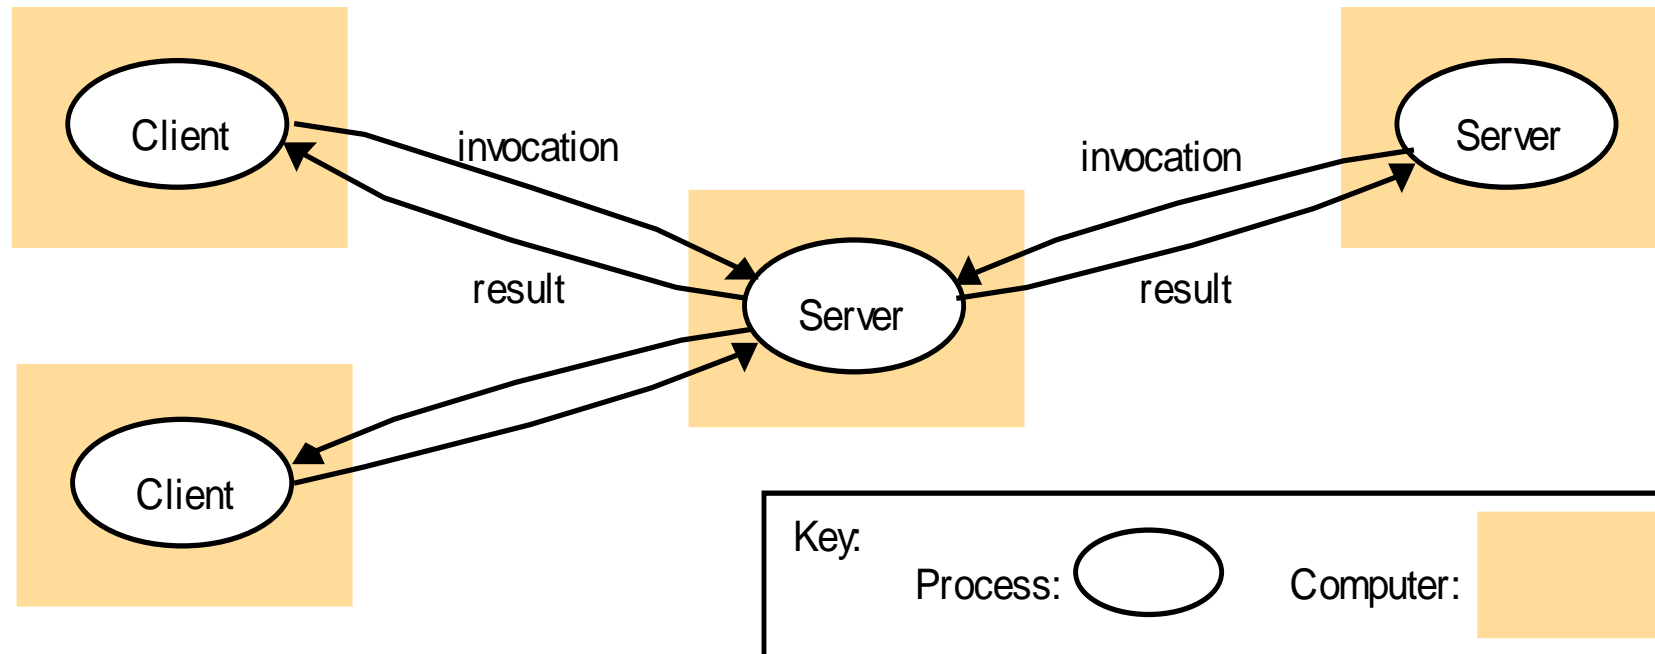 Client
invocation
invocation
Server
result
Server
result
Client
Key:
Process:
Computer: